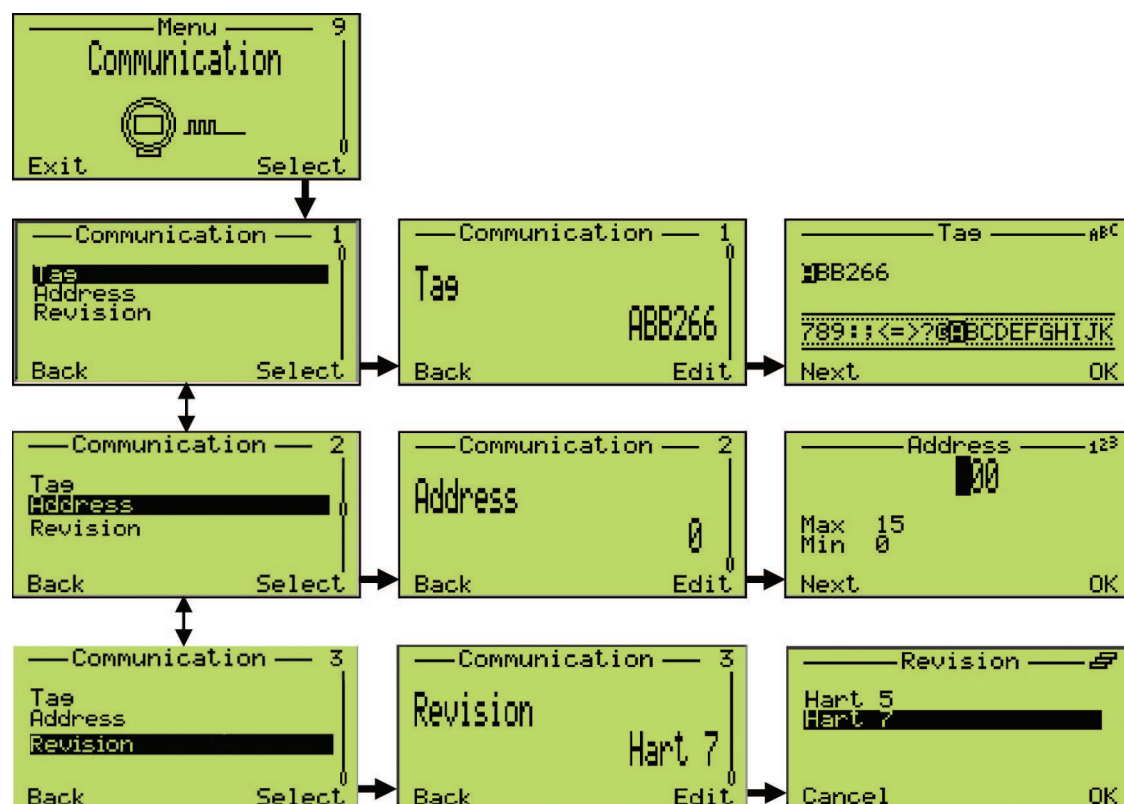 Menu 9
Communication
Exit Select
Communication 1
Tag
Address
Revision
Back Select
Communication 1
Tag
ABB266
Back Edit
Tag ABC
ABB266
789:;<=>?@ABCDEFGHIJK
Next OK
Communication 2
Tag
Address
Revision
Back Select
Communication 2
Address
0
Back Edit
Address 123
00
Max 15
Min 0
Next OK
Communication 3
Tag
Address
Revision
Back Select
Communication 3
Revision
Hart 7
Back Edit
Revision
Hart 5
Hart 7
Cancel OK